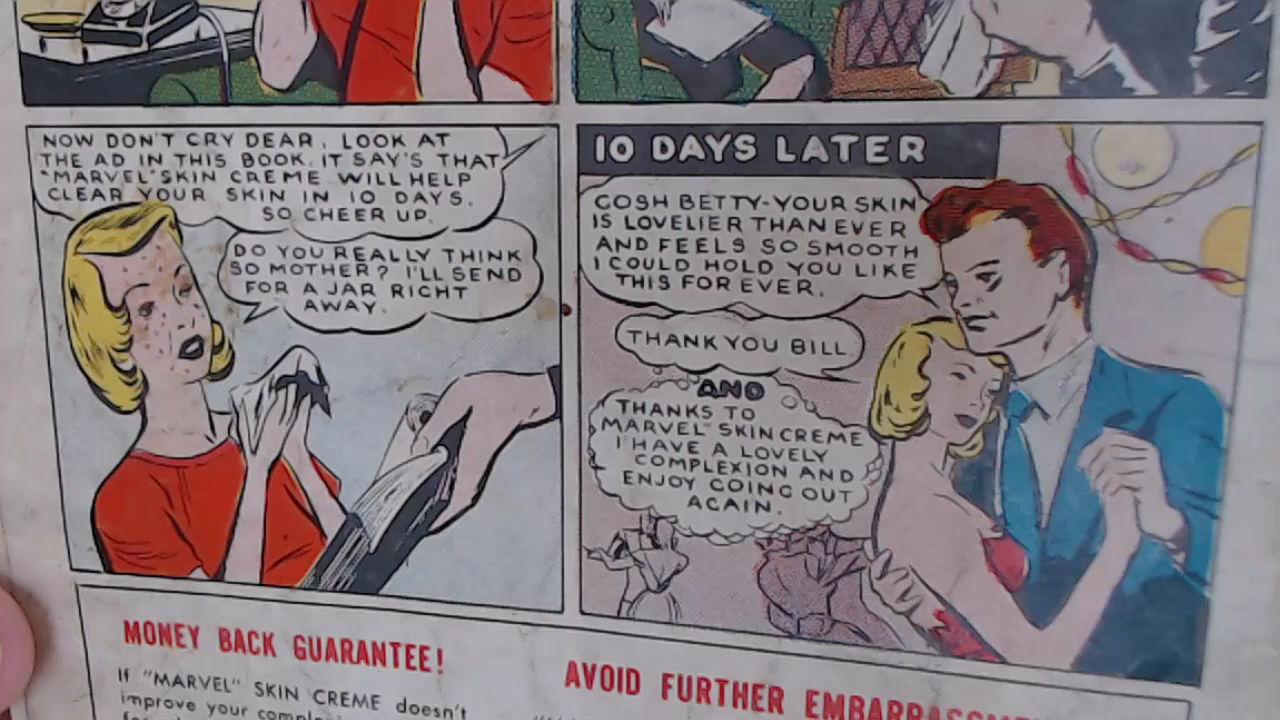 NOW DON'T CRY DEAR, LOOK AT
THE AD IN THIS BOOK. IT SAY'S THAT
"MARVEL" SKIN CREME WILL HELP
CLEAR YOUR SKIN IN 10 DAYS.
SO CHEER UP.
DO YOU REALLY THINK
SO MOTHER? I'LL SEND
FOR A JAR RIGHT
AWAY.
10 DAYS LATER
GOSH BETTY-YOUR SKIN
IS LOVELIER THAN EVER
AND FEELS SO SMOOTH
I COULD HOLD YOU LIKE
THIS FOR EVER.
THANK YOU BILL
AND
THANKS TO
MARVEL" SKIN CREME
I HAVE A LOVELY
COMPLEXION AND
ENJOY GOING OUT
AGAIN.
MONEY BACK GUARANTEE!
If "MARVEL" SKIN CREME doesn't
improve your
AVOID FURTHER